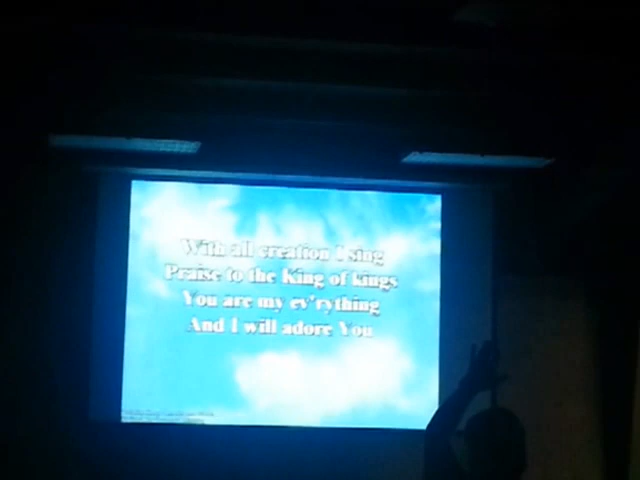 With all creation I sing
Praise to the King of kings
You are my ev'rything
And I will adore You